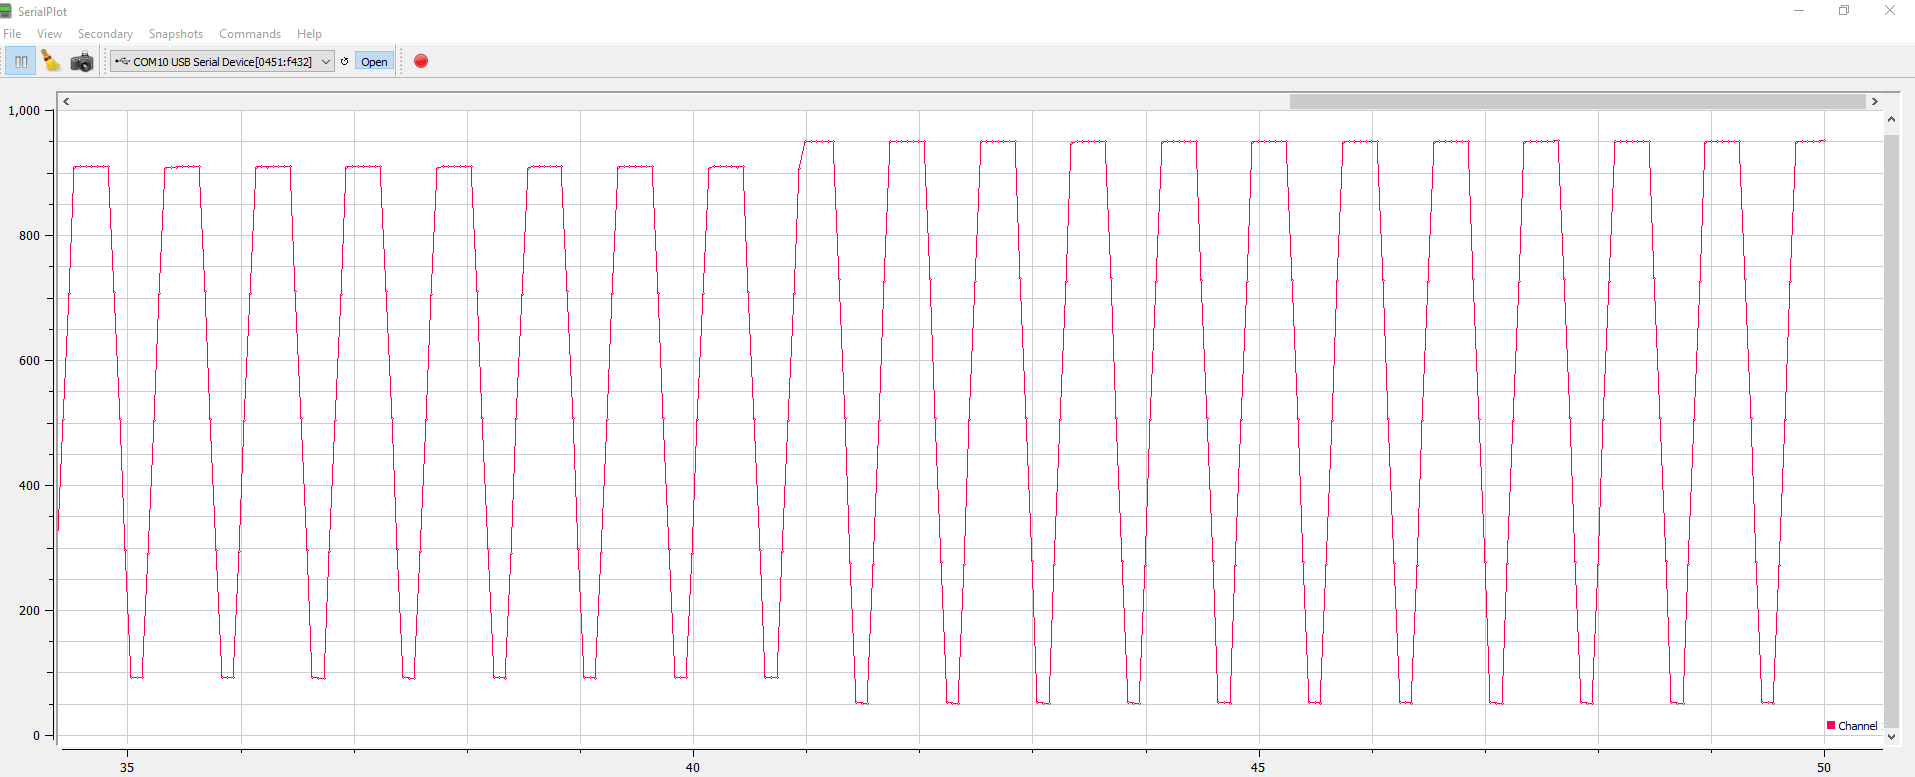 SerialPlot
File View Secondary Snapshots Commands Help
COM10 USB Serial Device[0451:f432] Open
1,000
800
600
400
200
0
Channel
35 40 45 50